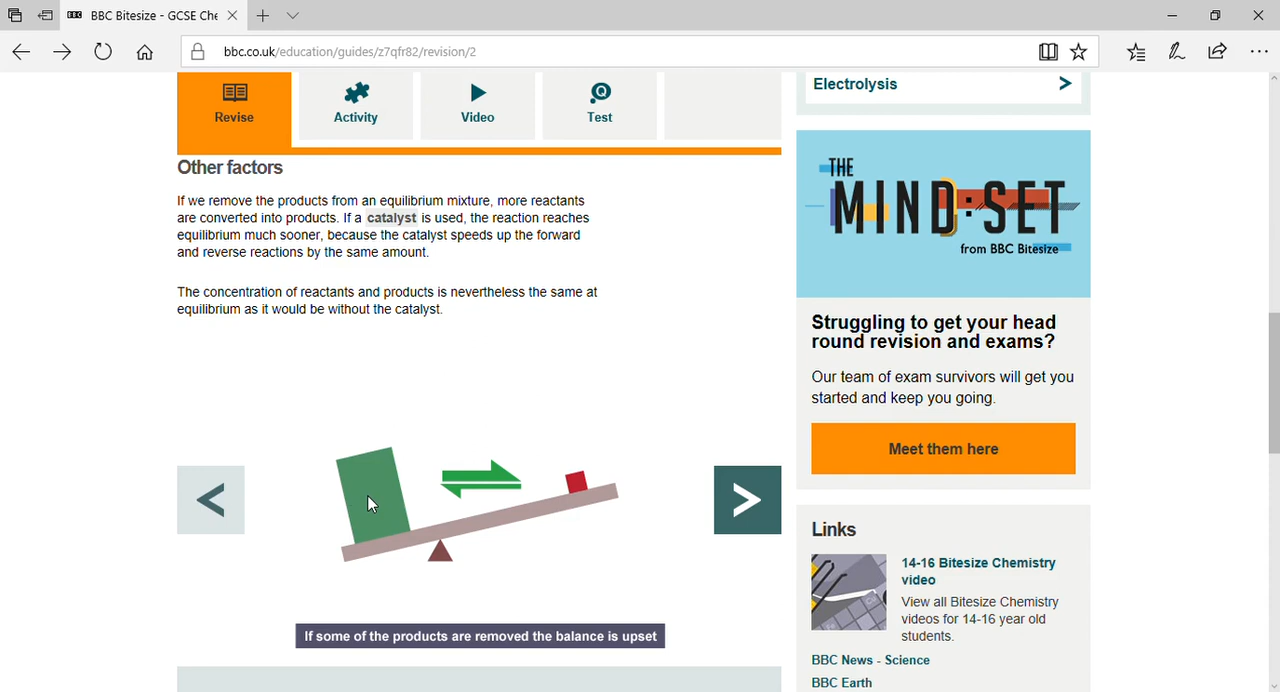 BBC Bitesize - GCSE Che
bbc.co.uk/education/guides/z7qfr82/revision/2
Revise
Activity
Video
Test
Other factors
If we remove the products from an equilibrium mixture, more reactants
are converted into products. If a catalyst is used, the reaction reaches
equilibrium much sooner, because the catalyst speeds up the forward
and reverse reactions by the same amount.
The concentration of reactants and products is nevertheless the same at
equilibrium as it would be without the catalyst.
If some of the products are removed the balance is upset
Electrolysis
THE
MIND:SET
from BBC Bitesize
Struggling to get your head
round revision and exams?
Our team of exam survivors will get you
started and keep you going.
Meet them here
Links
14-16 Bitesize Chemistry
video
View all Bitesize Chemistry
videos for 14-16 year old
students.
BBC News - Science
BBC Earth